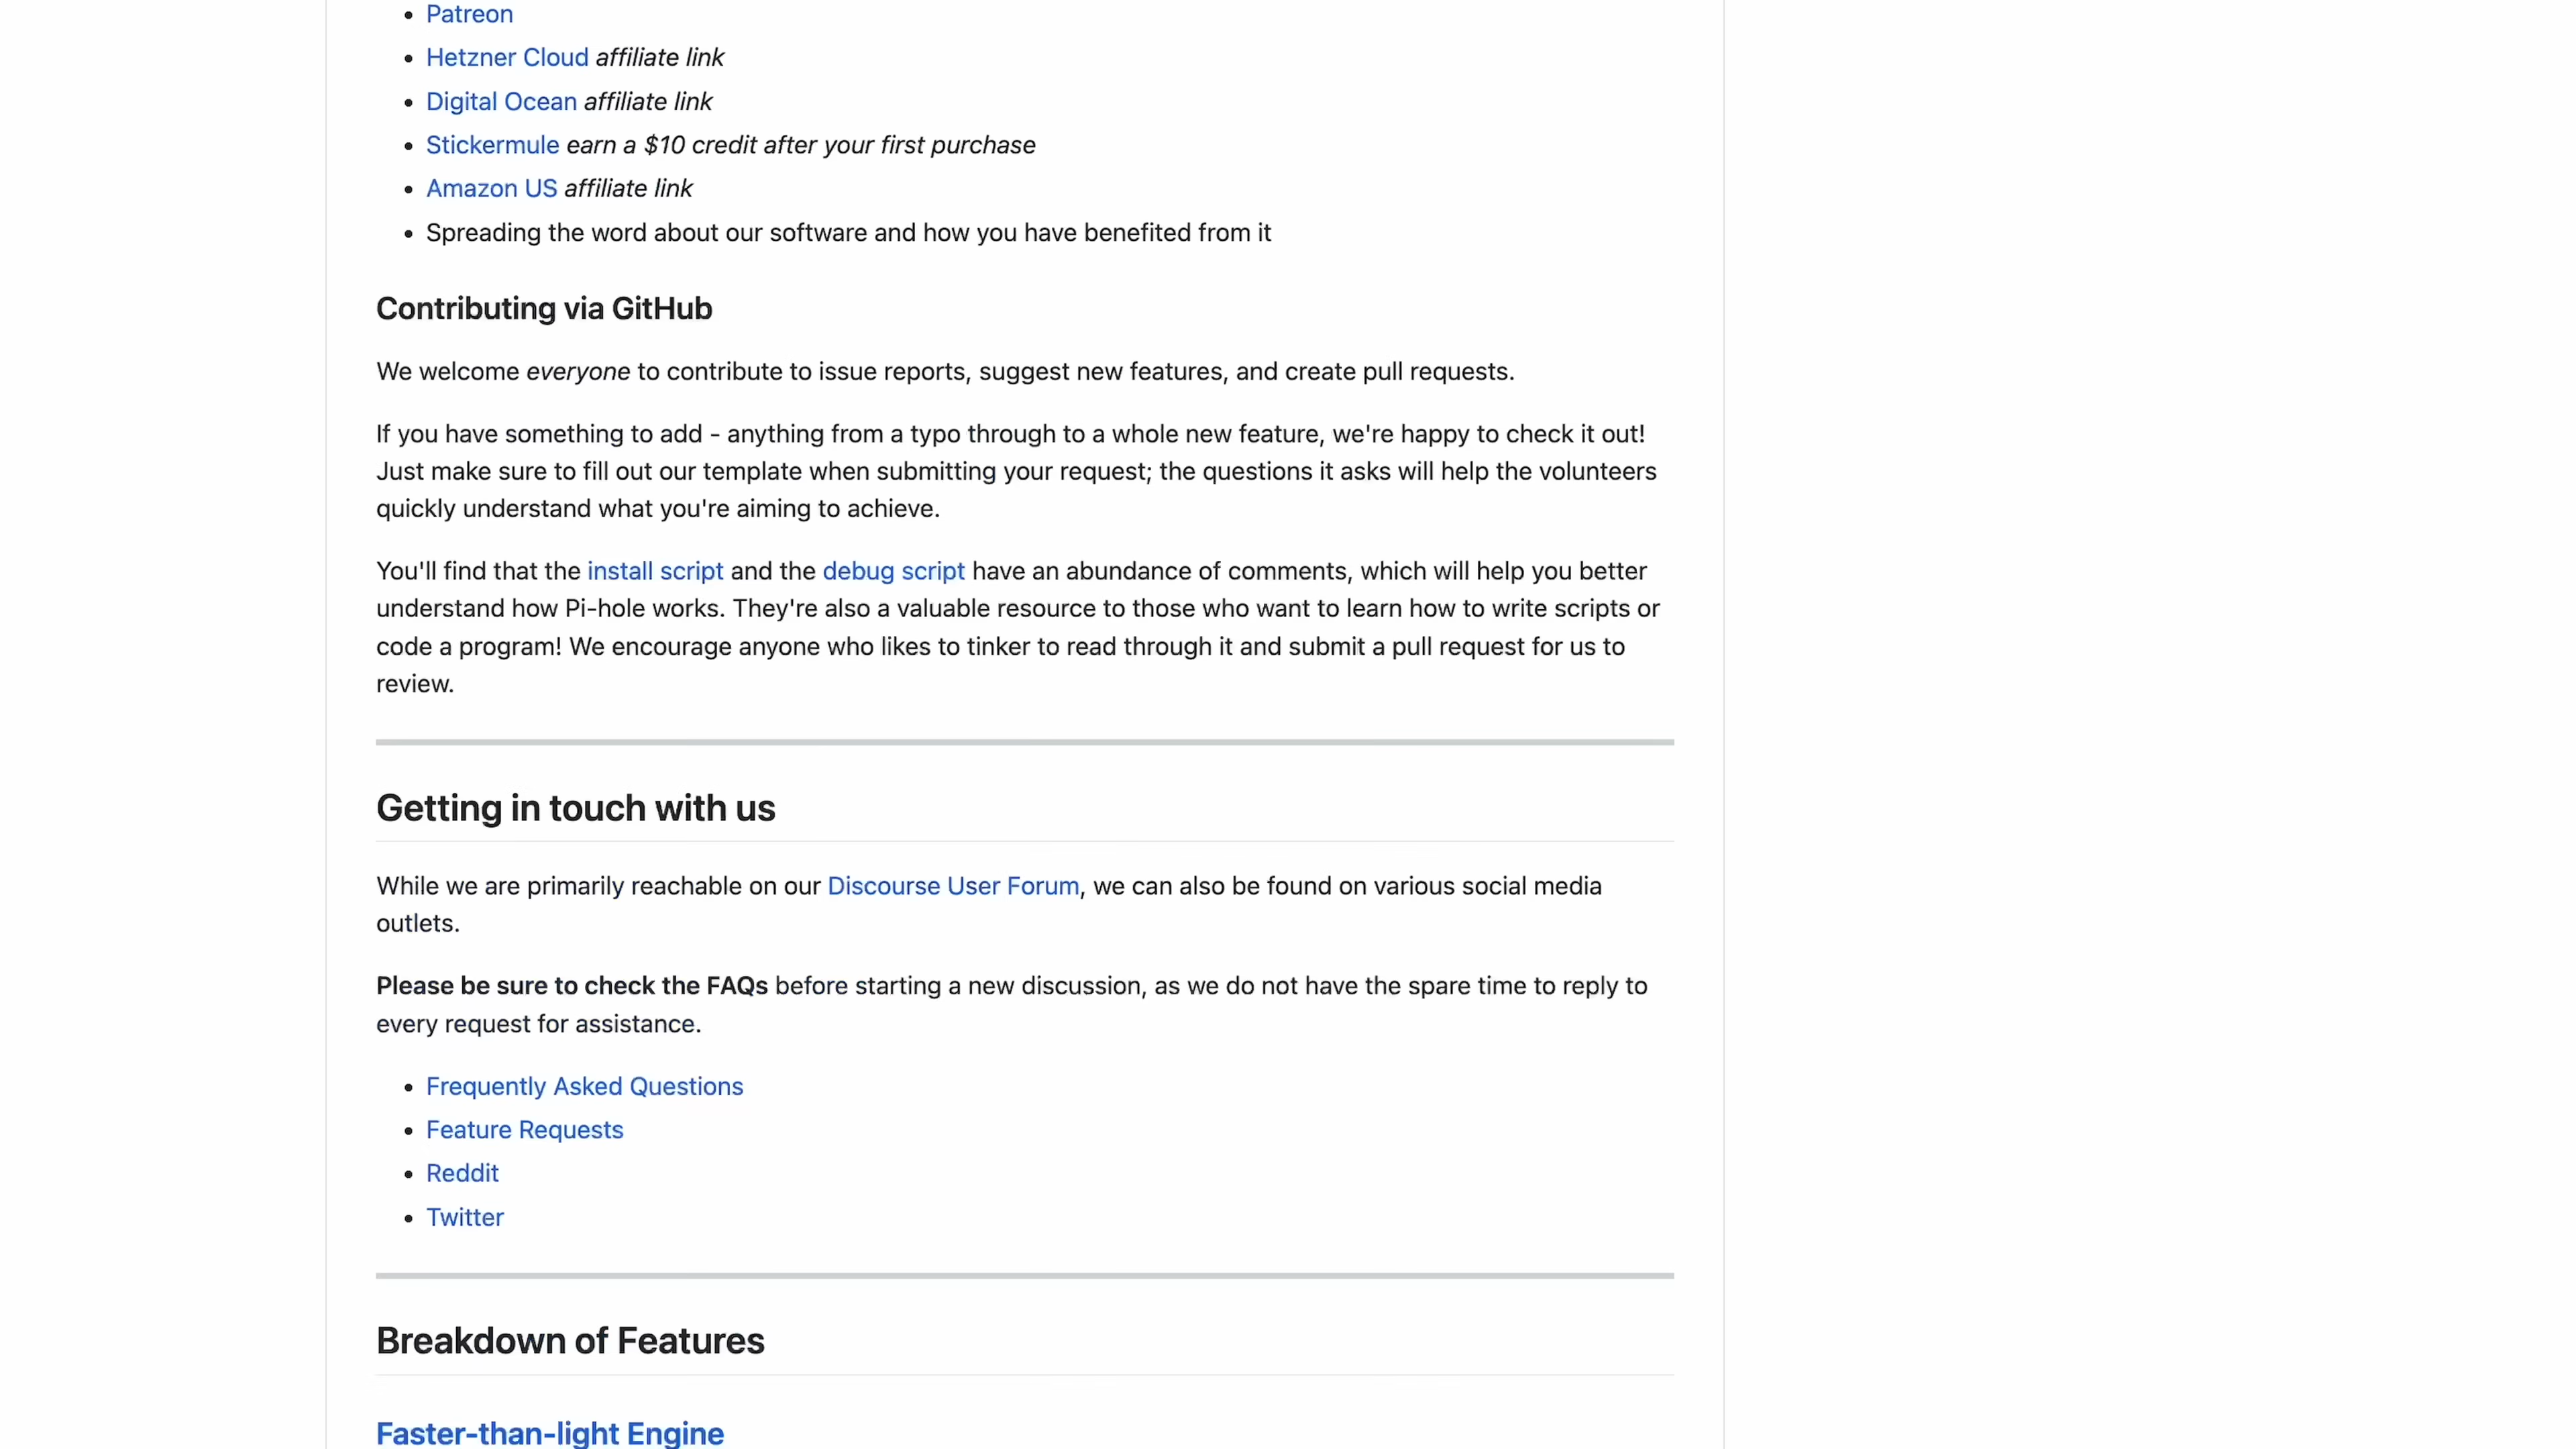 Patreon
Hetzner Cloud affiliate link
Digital Ocean affiliate link
Stickermule earn a $10 credit after your first purchase
Amazon US affiliate link
Spreading the word about our software and how you have benefited from it
Contributing via GitHub
We welcome everyone to contribute to issue reports, suggest new features, and create pull requests.
If you have something to add - anything from a typo through to a whole new feature, we're happy to check it out!
Just make sure to fill out our template when submitting your request; the questions it asks will help the volunteers
quickly understand what you're aiming to achieve.
You'll find that the install script and the debug script have an abundance of comments, which will help you better
understand how Pi-hole works. They're also a valuable resource to those who want to learn how to write scripts or
code a program! We encourage anyone who likes to tinker to read through it and submit a pull request for us to
review.
Getting in touch with us
While we are primarily reachable on our Discourse User Forum, we can also be found on various social media
outlets.
Please be sure to check the FAQs before starting a new discussion, as we do not have the spare time to reply to
every request for assistance.
Frequently Asked Questions
Feature Requests
Reddit
Twitter
Breakdown of Features
Faster-than-light Engine